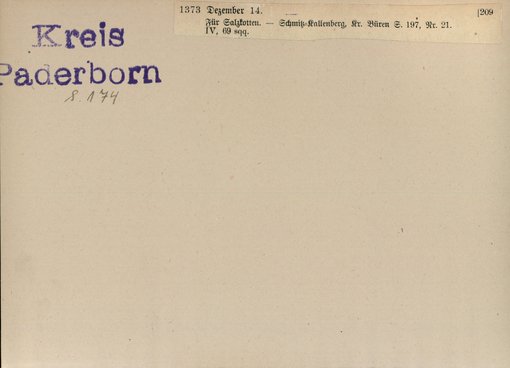 1373 Dezember 14. — [209
Für Salzkotten. — Schmitz-Kallenberg, Kr. Büren S. 197, Nr. 21.
IV, 69 sqq.
Kreis
Paderborn
S. 174